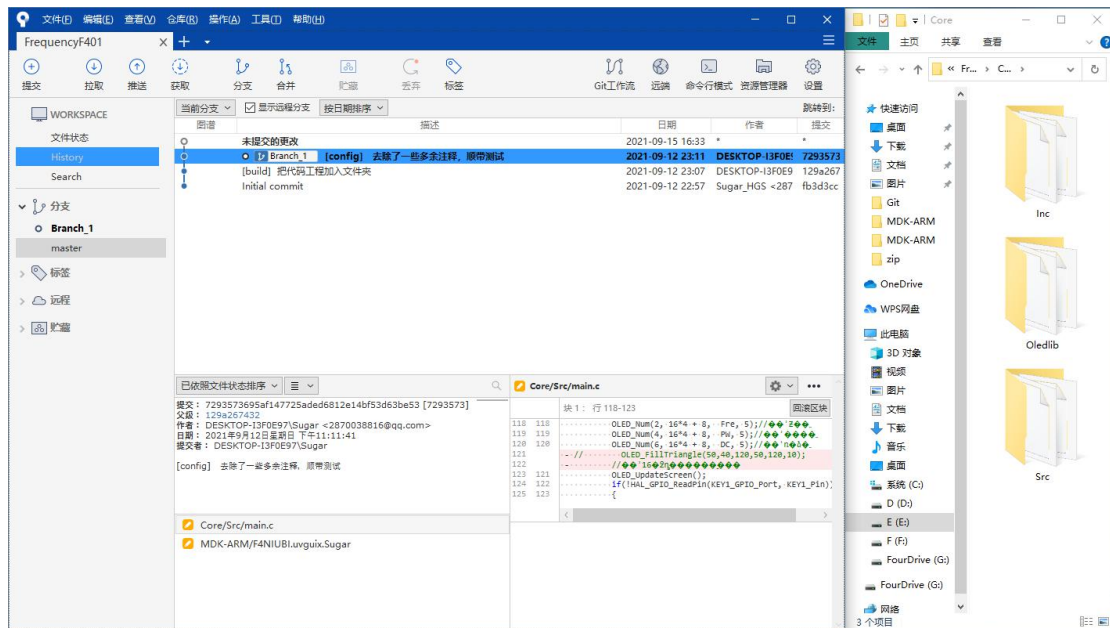 文件(F) 编辑(E) 查看(V) 仓库(R) 操作(A) 工具(T) 帮助(H)
FrequencyF401
提交 拉取 推送 获取 分支 合并 贮藏 丢弃 标签 Git工作流 远端 命令行模式 资源管理器 设置
WORKSPACE
文件状态
History
Search
分支
Branch_1
master
标签
远程
贮藏
当前分支 显示远程分支 按日期排序 跳转到:
图谱 描述 日期 作者 提交
未提交的更改 2021-09-15 16:33 * *
Branch_1 [config] 去除了一些多余注释，顺带测试 2021-09-12 23:11 DESKTOP-I3F0E9 7293573
[build] 把代码工程加入文件夹 2021-09-12 23:07 DESKTOP-I3F0E9 129a267
Initial commit 2021-09-12 22:57 Sugar_HGS <287 fb3d3cc
已依照文件状态排序
提交： 7293573695af147725aded6812e14bf53d63be53 [7293573]
父级： 129a267432
作者： DESKTOP-I3F0E97\Sugar <2870038816@qq.com>
日期： 2021年9月12日星期日 下午11:11:41
提交者： DESKTOP-I3F0E97\Sugar
[config] 去除了一些多余注释，顺带测试
Core/Src/main.c
MDK-ARM/F4NIUBI.uvguix.Sugar
Core/Src/main.c
块 1： 行 118-123 回滚区块
118 118 OLED_Num(2, 16*4 + 8, Fre, 5);//
119 119 OLED_Num(4, 16*4 + 8, PW, 5);//
120 120 OLED_Num(6, 16*4 + 8, DC, 5);//
121 - // OLED_FillTriangle(50,40,120,50,120,10);
122 - //
123 121 OLED_UpdateScreen();
124 122 if(!HAL_GPIO_ReadPin(KEY1_GPIO_Port, KEY1_Pin))
125 123 {
Core
文件 主页 共享 查看
« Fr... › C... ›
快速访问
桌面
下载
文档
图片
Git
MDK-ARM
MDK-ARM
zip
OneDrive
WPS网盘
此电脑
3D 对象
视频
图片
文档
下载
音乐
桌面
系统 (C:)
D (D:)
E (E:)
F (F:)
FourDrive (G:)
FourDrive (G:)
网络
3 个项目
Inc
Oledlib
Src